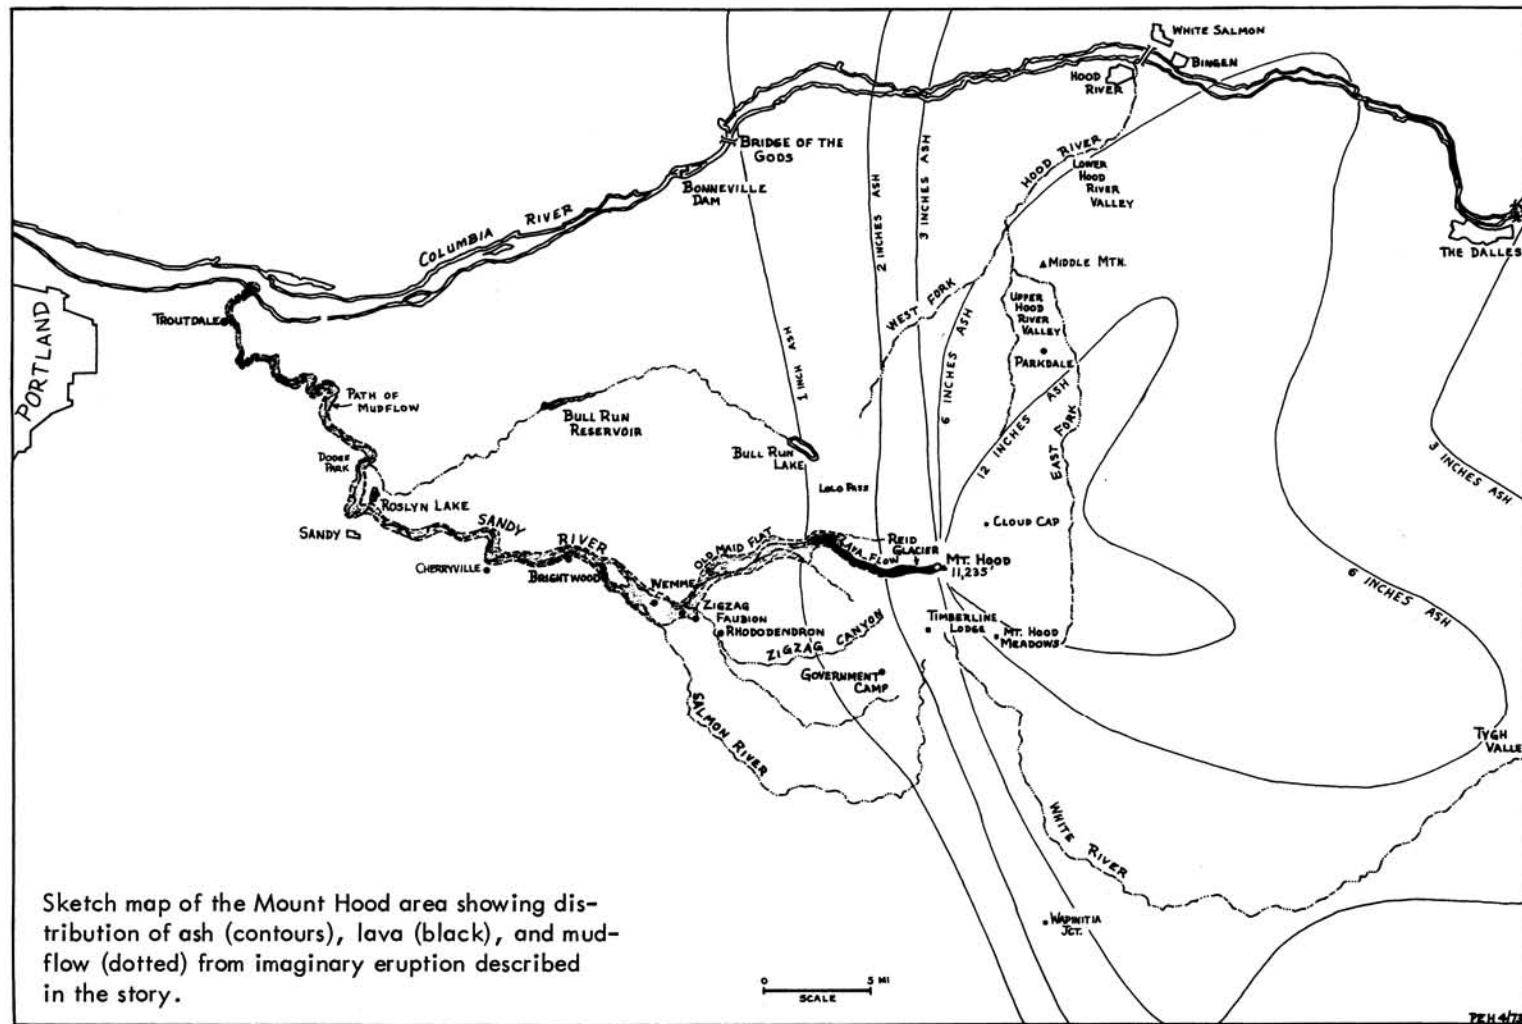 WHITE SALMON
BINGEN
HOOD
RIVER
BRIDGE OF THE
GODS
BONNEVILLE
DAM
COLUMBIA RIVER
HOOD RIVER
LOWER
HOOD
RIVER
VALLEY
THE DALLES
2 INCHES ASH
3 INCHES ASH
MIDDLE MTN.
WEST FORK
UPPER
HOOD
RIVER
VALLEY
PARKDALE
TROUTDALE
PORTLAND
PATH OF
MUDFLOW
1 INCH ASH
6 INCHES ASH
12 INCHES ASH
EAST FORK
BULL RUN
RESERVOIR
BULL RUN
LAKE
LOLO PASS
3 INCHES ASH
DODGE
PARK
ROSLYN LAKE
SANDY
SANDY RIVER
CLOUD CAP
OLD MAID FLAT
LAVA FLOW
REID
GLACIER
MT. HOOD
11,235'
CHERRYVILLE
BRIGHTWOOD
WEMME
ZIGZAG
FAUBION
RHODODENDRON
ZIGZAG CANYON
TIMBERLINE
LODGE
MT. HOOD
MEADOWS
6 INCHES ASH
GOVERNMENT
CAMP
SALMON RIVER
TYGH
VALLE
WHITE RIVER
WAPINITIA
JCT.
Sketch map of the Mount Hood area showing dis-
tribution of ash (contours), lava (black), and mud-
flow (dotted) from imaginary eruption described
in the story.
0 5 MI
SCALE